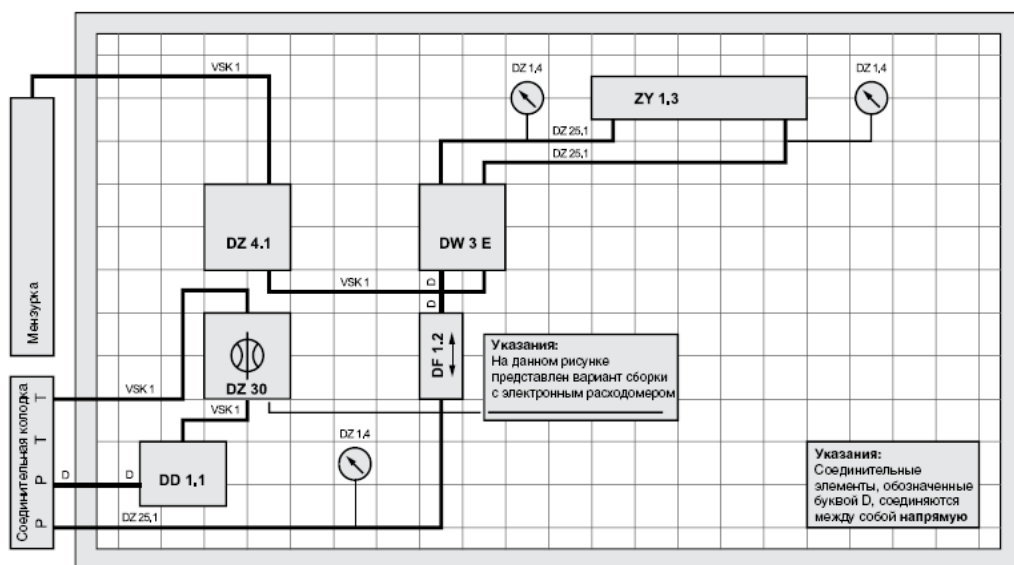 VSK 1
DZ 1,4
DZ 1,4
ZY 1,3
DZ 25,1
DZ 25,1
Мензурка
DZ 4.1
DW 3 E
VSK 1
D
D
DZ 30
DF 1.2
Указания:
На данном рисунке
представлен вариант сборки
с электронным расходомером
VSK 1
VSK 1
Соединительная колодка
T
T
P
P
D
D
DD 1,1
DZ 1,4
DZ 25,1
Указания:
Соединительные
элементы, обозначенные
буквой D, соединяются
между собой напрямую